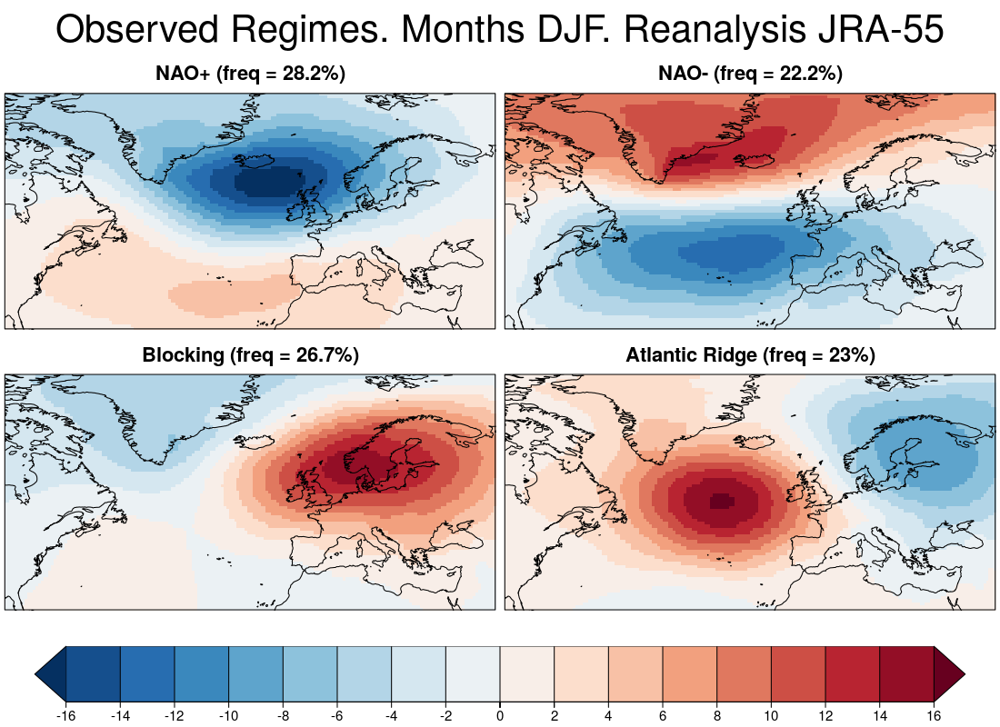 Observed Regimes. Months DJF. Reanalysis JRA-55
NAO+ (freq = 28.2%)
NAO- (freq = 22.2%)
Blocking (freq = 26.7%)
Atlantic Ridge (freq = 23%)
-16 -14 -12 -10 -8 -6 -4 -2 0 2 4 6 8 10 12 14 16